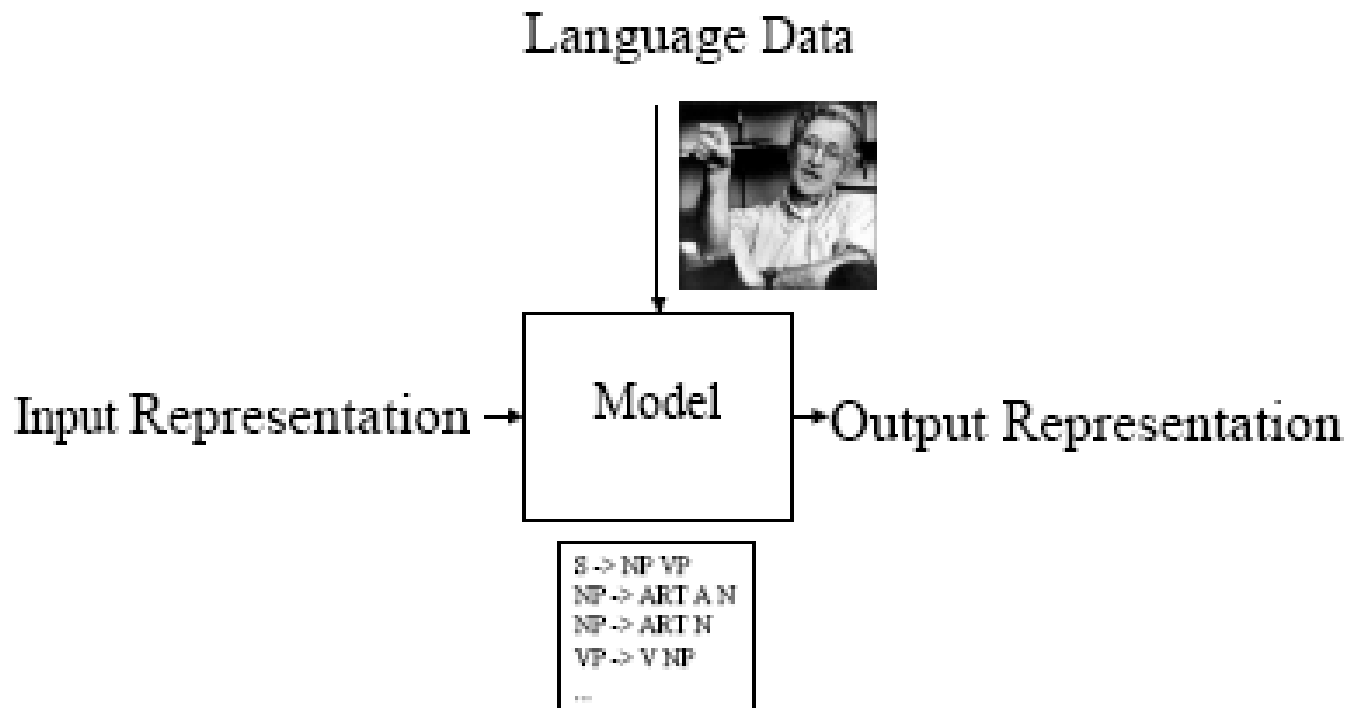 Language Data
Input Representation
Model
Output Representation
S -> NP VP
NP -> ART A N
NP -> ART N
VP -> V NP
...